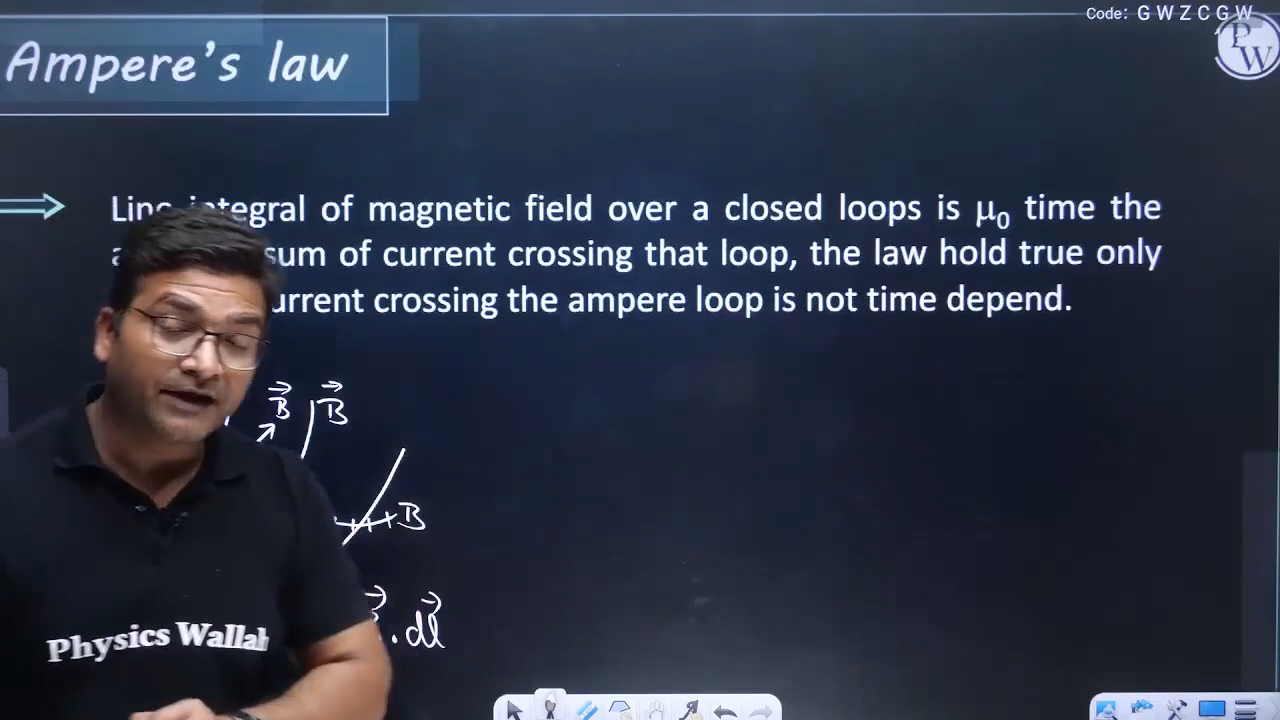 Code: G W Z C G W
P
W
Ampere's law
Line integral of magnetic field over a closed loops is μ₀ time the
sum of current crossing that loop, the law hold true only
current crossing the ampere loop is not time depend.
B⃗ B⃗
B
. dl⃗
Physics Wallah